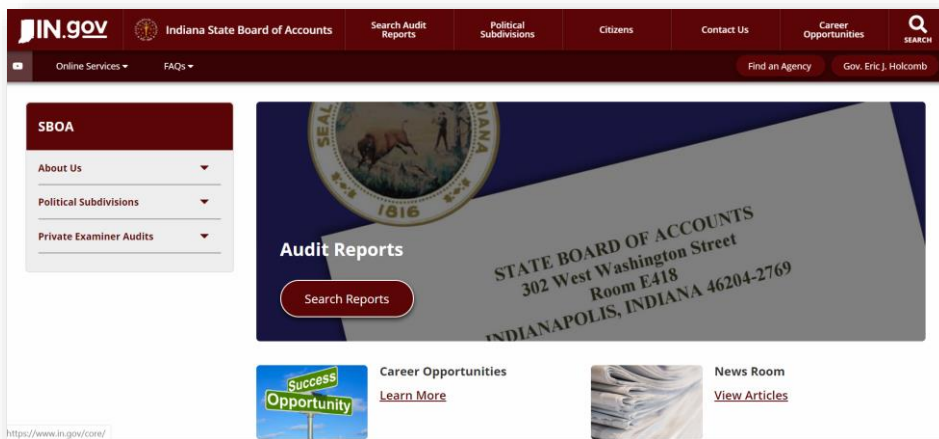 IN.gov
Indiana State Board of Accounts
Search Audit
Reports
Political
Subdivisions
Citizens
Contact Us
Career
Opportunities
SEARCH
Online Services
FAQs
Find an Agency
Gov. Eric J. Holcomb
SBOA
About Us
Political Subdivisions
Private Examiner Audits
SEAL
INDIANA
1816
Audit Reports
Search Reports
STATE BOARD OF ACCOUNTS
302 West Washington Street
Room E418
INDIANAPOLIS, INDIANA 46204-2769
Success
Opportunity
Career Opportunities
Learn More
News Room
View Articles
https://www.in.gov/core/